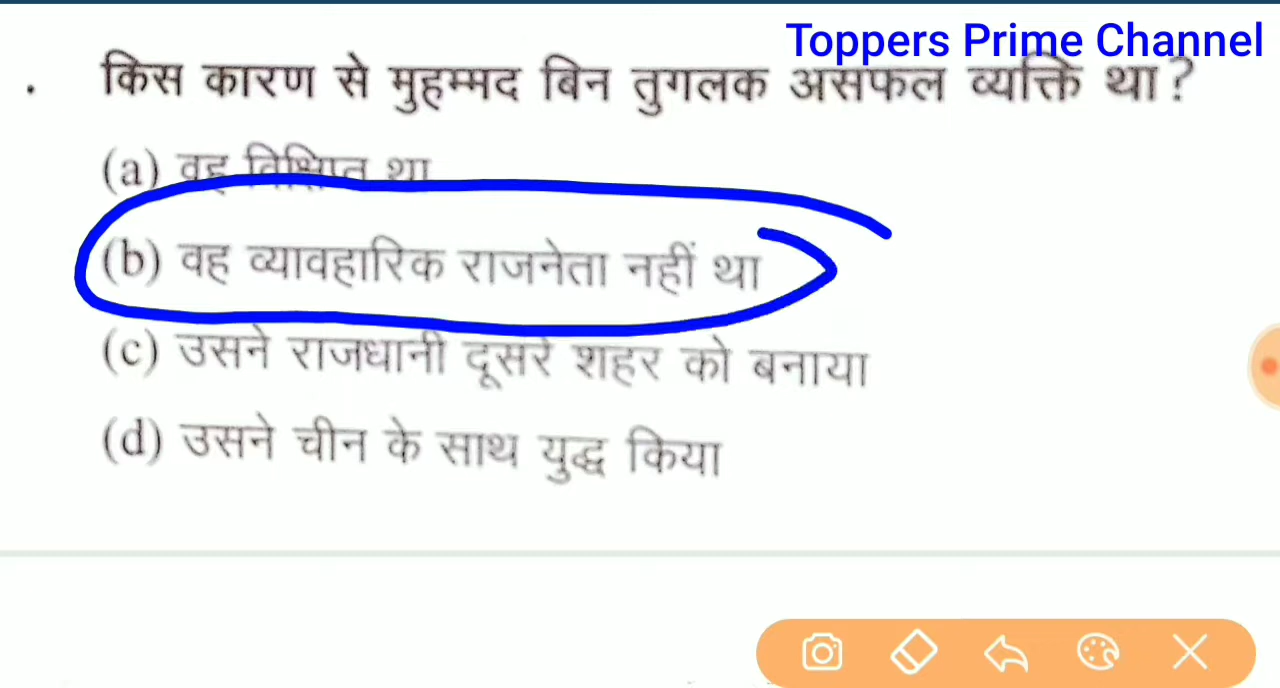 Toppers Prime Channel
. किस कारण से मुहम्मद बिन तुगलक असफल व्यक्ति था?
(a) वह विक्षिप्त था
(b) वह व्यावहारिक राजनेता नहीं था
(c) उसने राजधानी दूसरे शहर को बनाया
(d) उसने चीन के साथ युद्ध किया